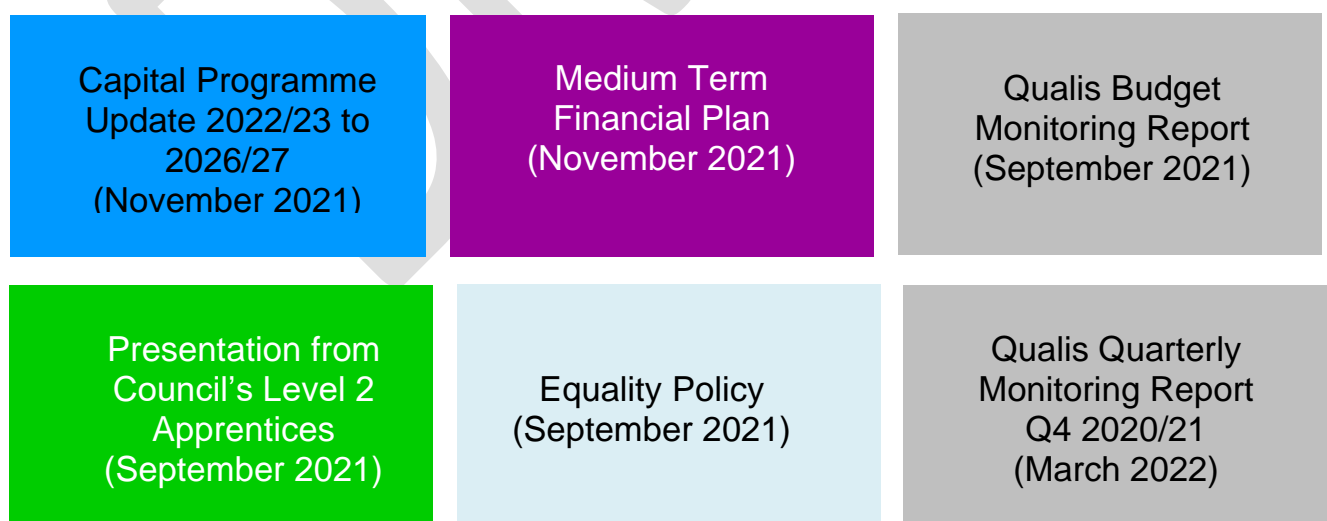 Capital Programme
Update 2022/23 to
2026/27
(November 2021)
Medium Term
Financial Plan
(November 2021)
Qualis Budget
Monitoring Report
(September 2021)
Presentation from
Council's Level 2
Apprentices
(September 2021)
Equality Policy
(September 2021)
Qualis Quarterly
Monitoring Report
Q4 2020/21
(March 2022)